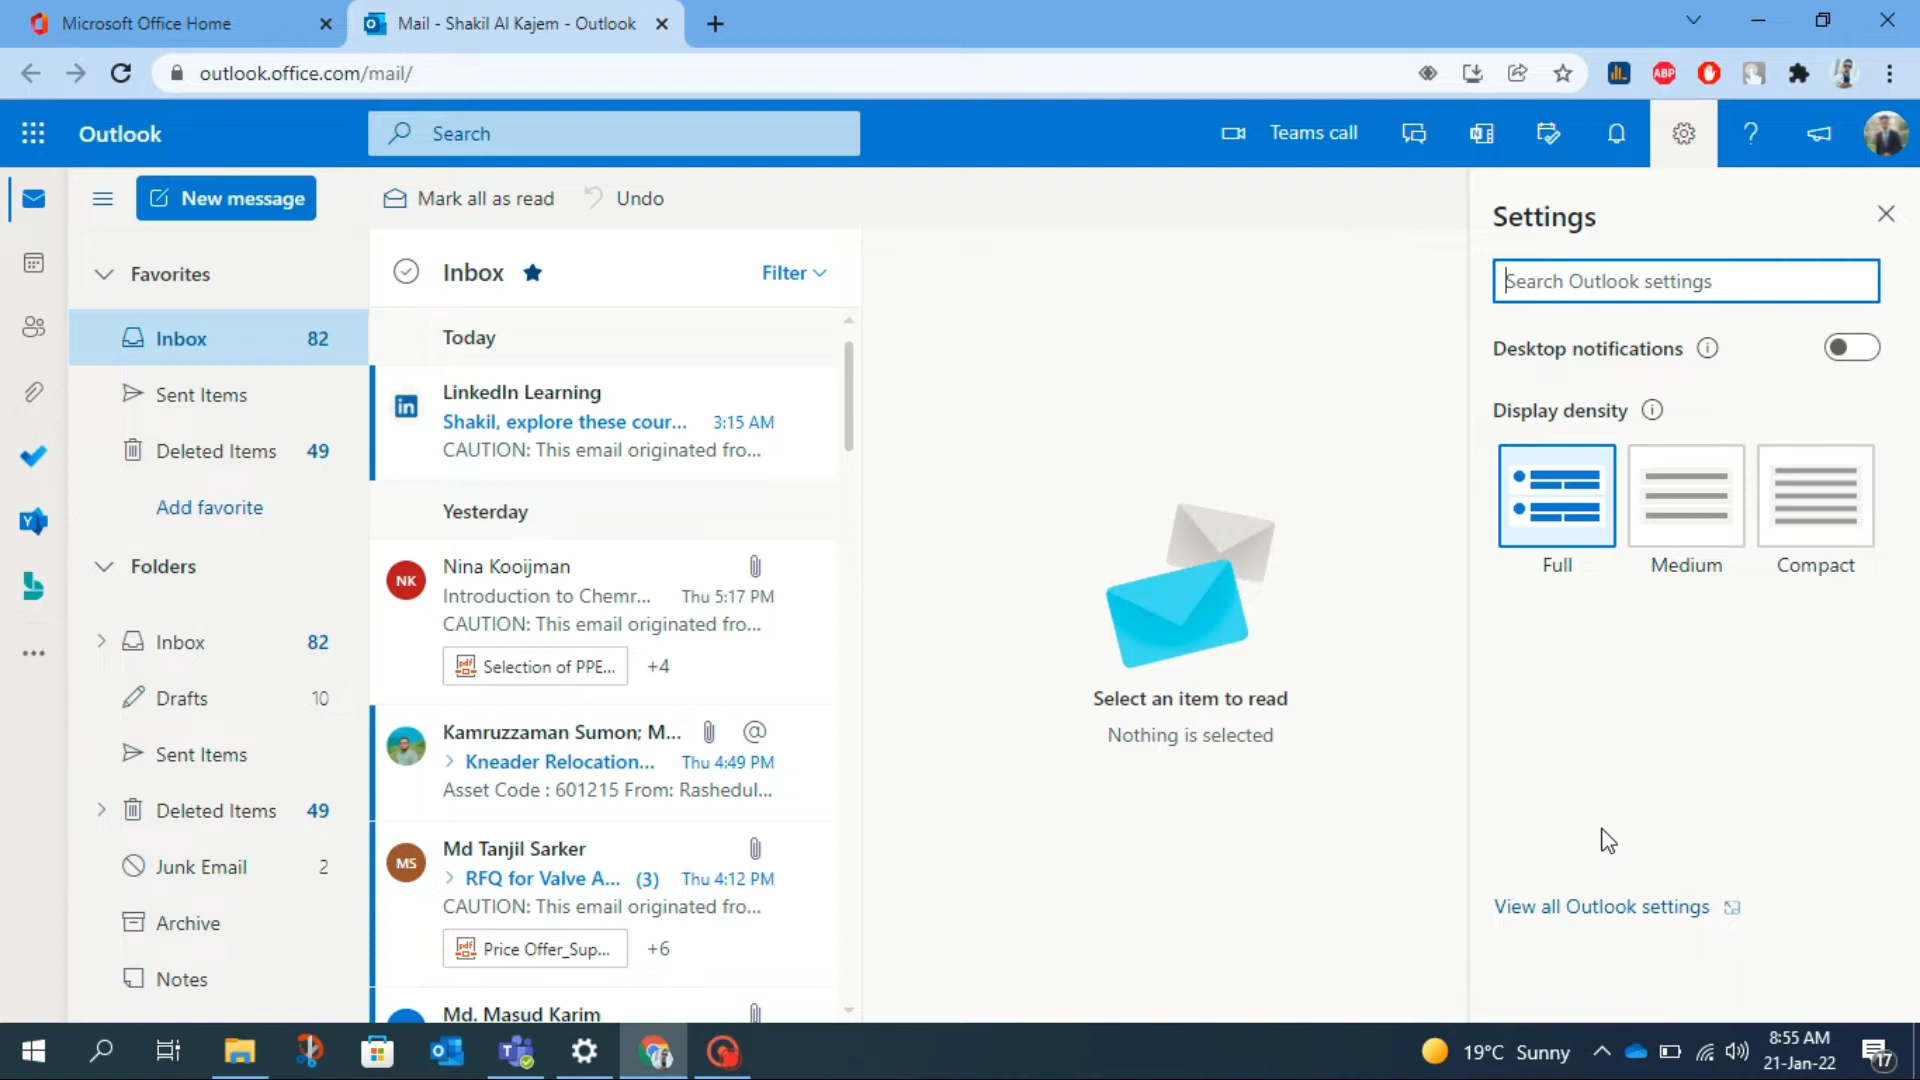 Microsoft Office Home
Mail - Shakil Al Kajem - Outlook
outlook.office.com/mail/
ABP
Outlook
Search
Teams call
New message
Mark all as read
Undo
Favorites
Inbox 82
Sent Items
Deleted Items 49
Add favorite
Folders
Inbox 82
Drafts 10
Sent Items
Deleted Items 49
Junk Email 2
Archive
Notes
Inbox
Filter
Today
LinkedIn Learning
Shakil, explore these cour... 3:15 AM
CAUTION: This email originated fro...
Yesterday
NK
Nina Kooijman
Introduction to Chemr... Thu 5:17 PM
CAUTION: This email originated fro...
Selection of PPE... +4
Kamruzzaman Sumon; M... @
> Kneader Relocation... Thu 4:49 PM
Asset Code : 601215 From: Rashedul...
MS
Md Tanjil Sarker
> RFQ for Valve A... (3) Thu 4:12 PM
CAUTION: This email originated fro...
Price Offer_Sup... +6
Md. Masud Karim
Select an item to read
Nothing is selected
Settings
Search Outlook settings
Desktop notifications
Display density
Full Medium Compact
View all Outlook settings
19°C Sunny
8:55 AM
21-Jan-22
17